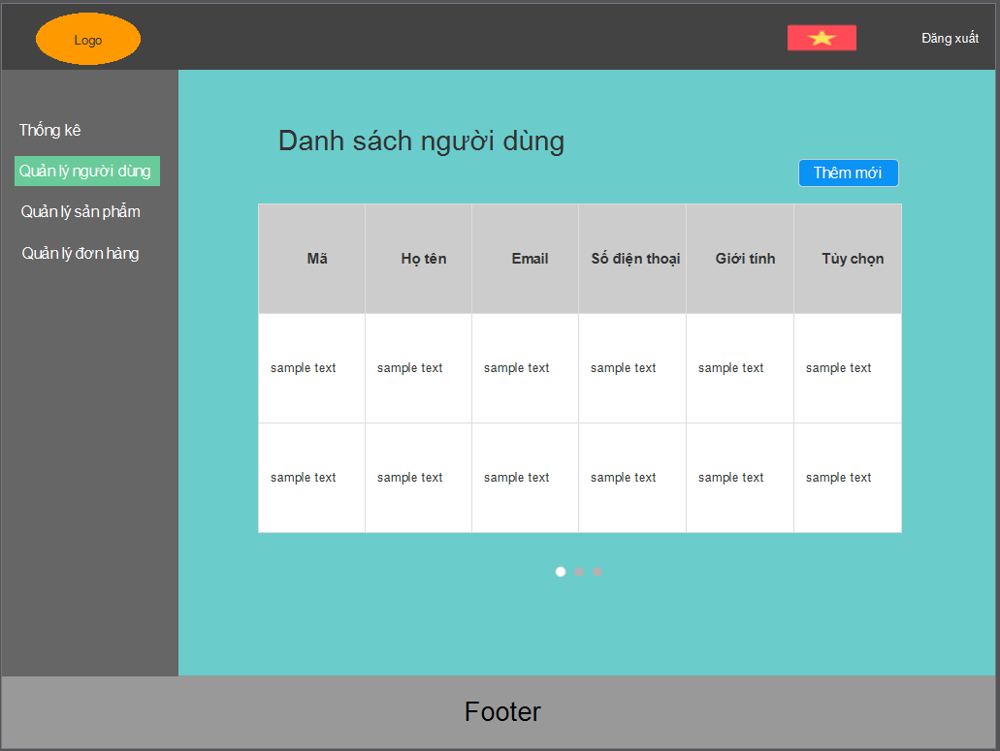 Logo
Đăng xuất
Thống kê
Quản lý người dùng
Quản lý sản phẩm
Quản lý đơn hàng
Danh sách người dùng
Thêm mới
Mã Họ tên Email Số điện thoại Giới tính Tùy chọn
sample text sample text sample text sample text sample text sample text
sample text sample text sample text sample text sample text sample text
Footer